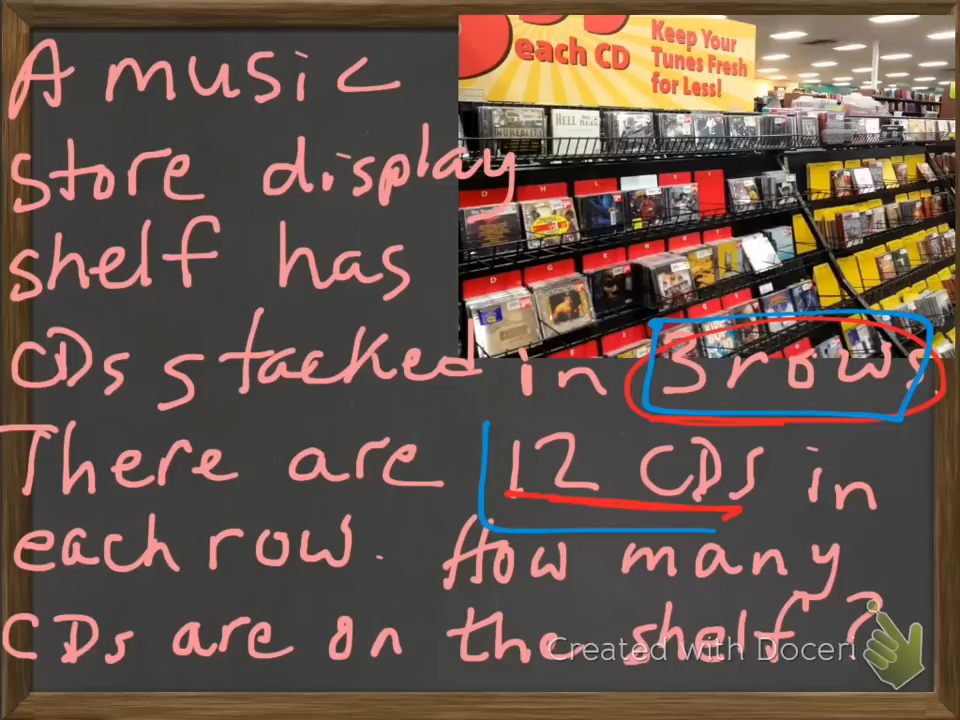 each CD
Keep Your
Tunes Fresh
for Less!
A music
store display
shelf has
CDs stacked in rows
There are 12 CDs in
each row. How many
CDs are on the shelf?
Created with Doceri